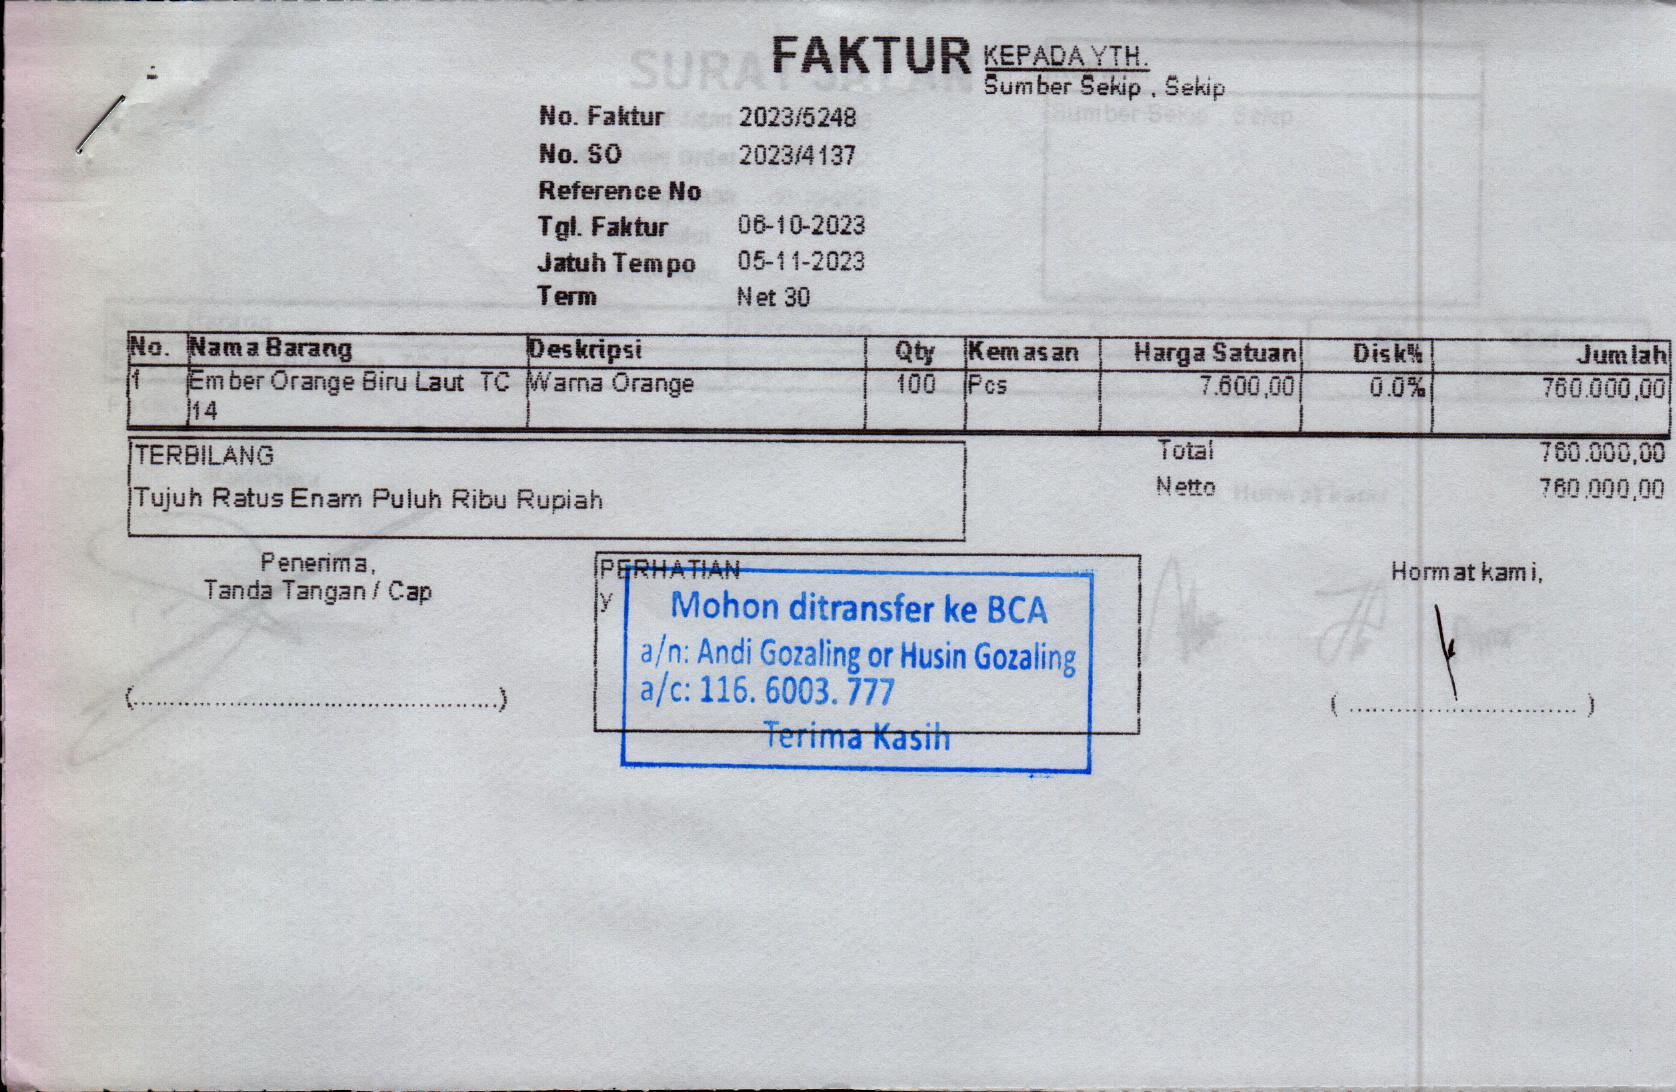 FAKTUR
KEPADA YTH.
Sumber Sekip , Sekip
No. Faktur 2023/5248
No. SO 2023/4137
Reference No
Tgl. Faktur 06-10-2023
Jatuh Tempo 05-11-2023
Term Net 30
No. Nama Barang Deskripsi Qty Kemasan Harga Satuan Disk% Jumlah
1 Ember Orange Biru Laut TC Warna Orange 100 Pcs 7.600,00 0.0% 760.000,00
14
TERBILANG Total 760.000,00
Tujuh Ratus Enam Puluh Ribu Rupiah Netto 760.000,00
Penerima,
Tanda Tangan / Cap
PERHATIAN
y
Mohon ditransfer ke BCA
a/n: Andi Gozaling or Husin Gozaling
a/c: 116. 6003. 777
Terima Kasih
Hormat kami,
(..................................................)
( ............................... )